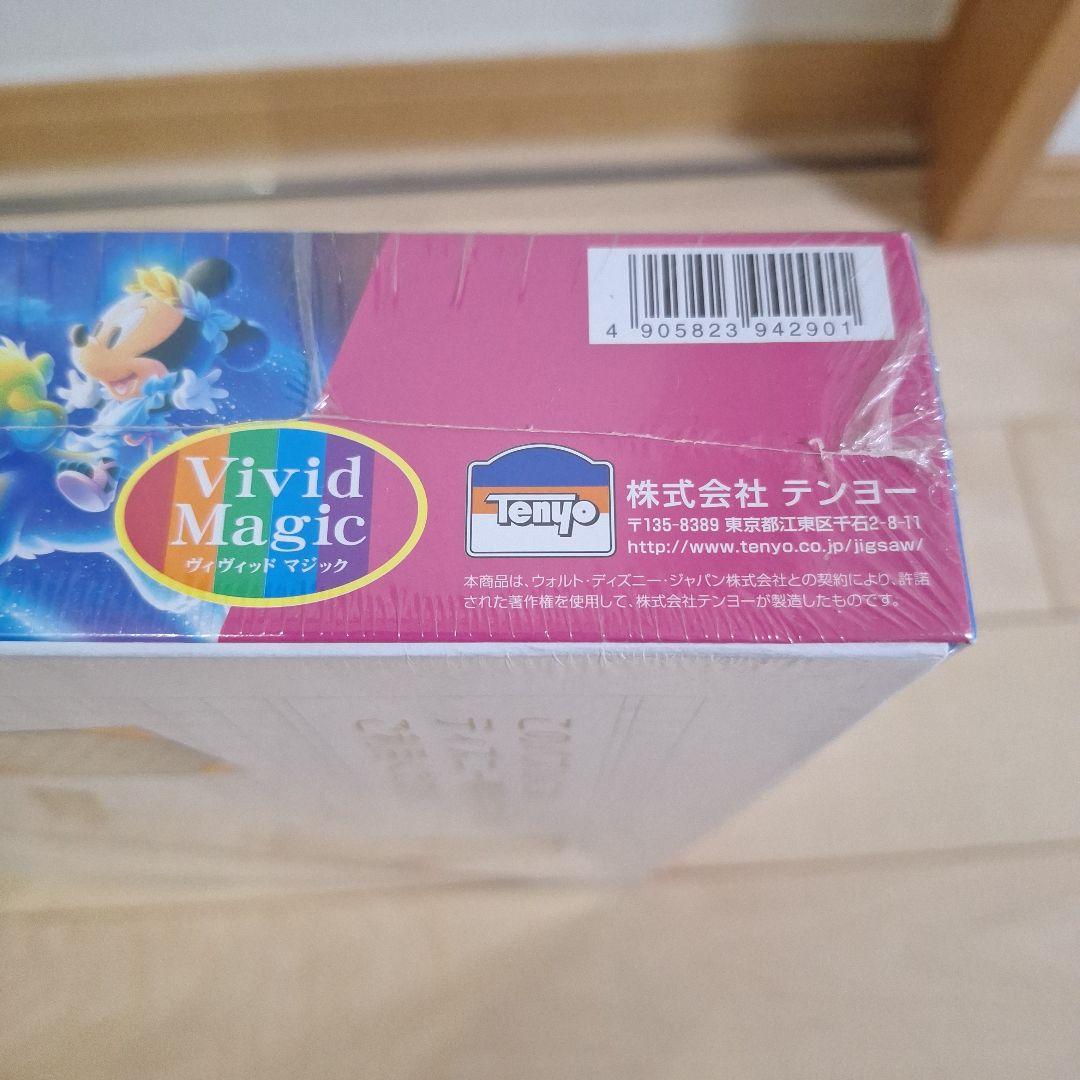 4 905823 942901
Vivid
Magic
ヴィヴィッド マジック
Tenyo
株式会社 テンヨー
〒135-8389 東京都江東区千石2-8-11
http://www.tenyo.co.jp/jigsaw/
本商品は、ウォルト・ディズニー・ジャパン株式会社との契約により、許諾
された著作権を使用して、株式会社テンヨーが製造したものです。